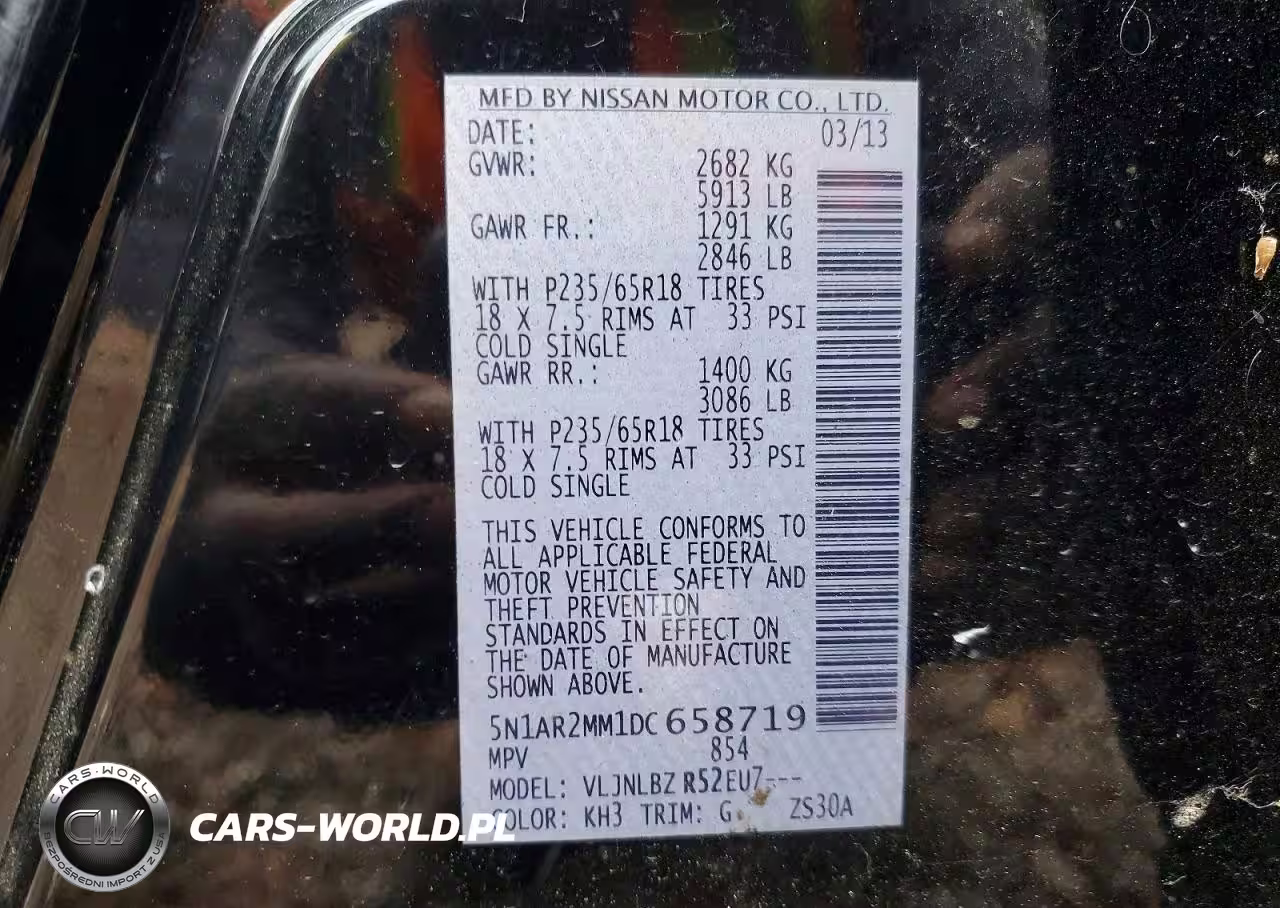 MFD BY NISSAN MOTOR CO., LTD.
DATE: 03/13
GVWR: 2682 KG
5913 LB
GAWR FR.: 1291 KG
2846 LB
WITH P235/65R18 TIRES
18 X 7.5 RIMS AT 33 PSI
COLD SINGLE
GAWR RR.: 1400 KG
3086 LB
WITH P235/65R18 TIRES
18 X 7.5 RIMS AT 33 PSI
COLD SINGLE
THIS VEHICLE CONFORMS TO
ALL APPLICABLE FEDERAL
MOTOR VEHICLE SAFETY AND
THEFT PREVENTION
STANDARDS IN EFFECT ON
THE DATE OF MANUFACTURE
SHOWN ABOVE.
5N1AR2MM1DC658719
MPV 854
MODEL: VLJNLBZ R52EU7---
COLOR: KH3 TRIM: G ZS30A
CARS-WORLD
CW
BEZPOŚREDNI IMPORT Z USA
CARS-WORLD.PL